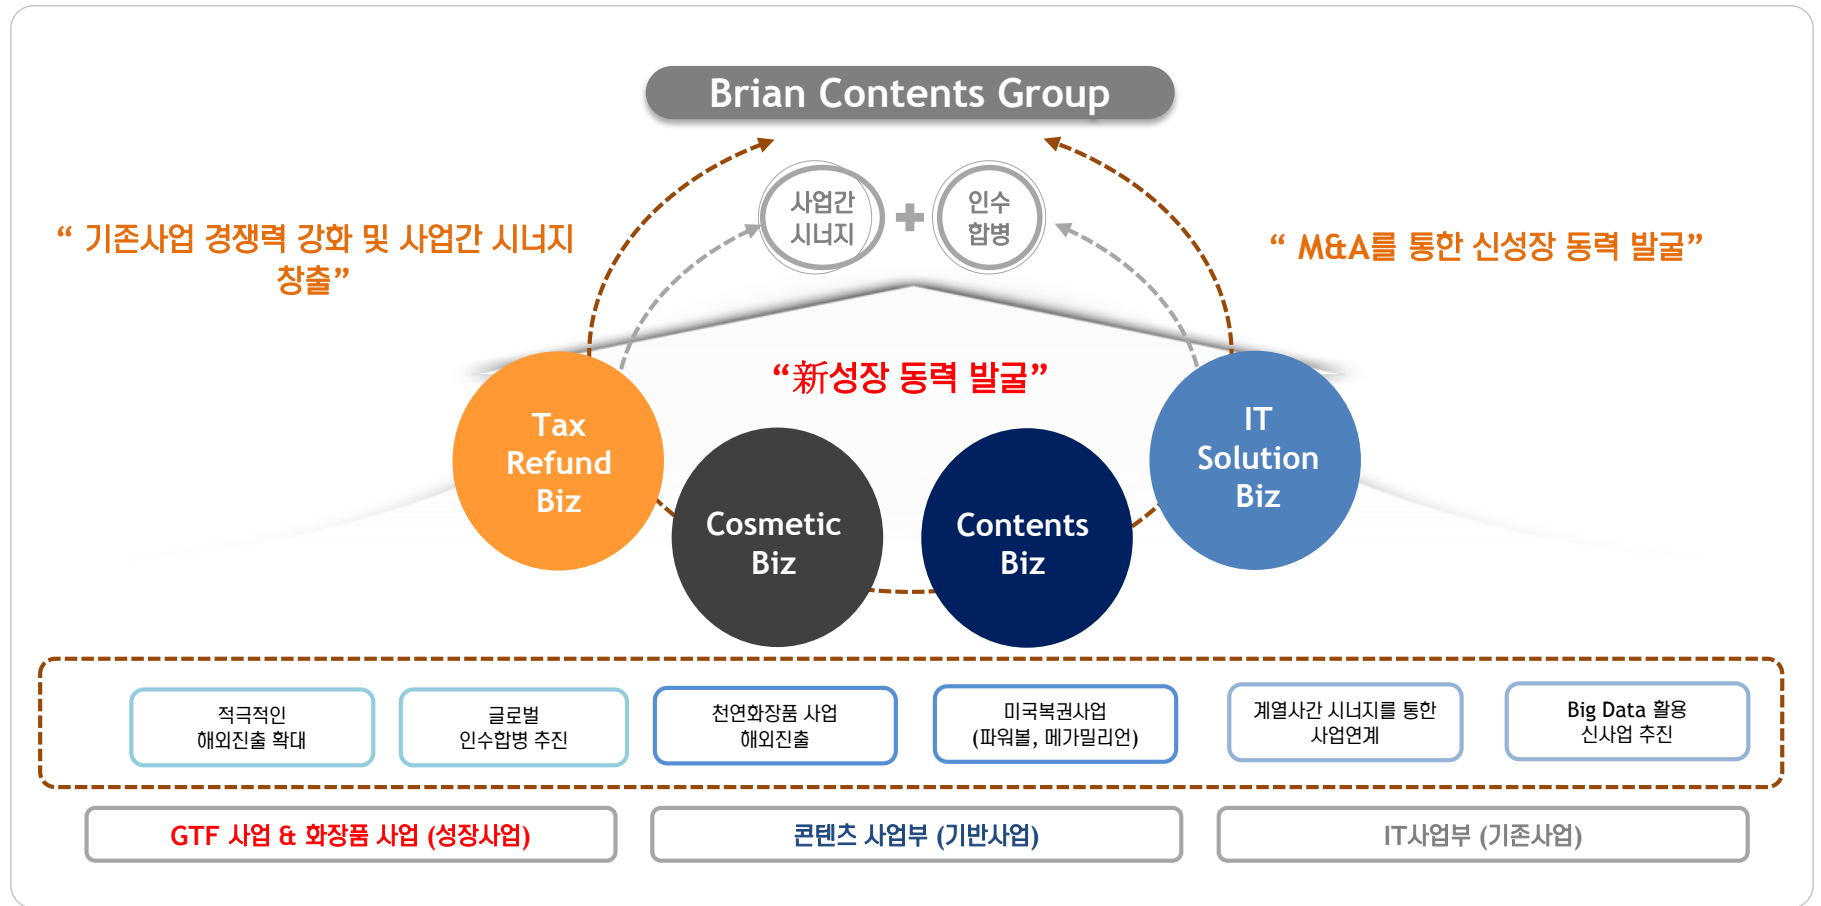 Brian Contents Group
사업간
시너지
인수
합병
“ 기존사업 경쟁력 강화 및 사업간 시너지
창출”
“ M&A를 통한 신성장 동력 발굴”
“新성장 동력 발굴”
Tax
Refund
Biz
Cosmetic
Biz
Contents
Biz
IT
Solution
Biz
적극적인
해외진출 확대
글로벌
인수합병 추진
천연화장품 사업
해외진출
미국복권사업
(파워볼, 메가밀리언)
계열사간 시너지를 통한
사업연계
Big Data 활용
신사업 추진
GTF 사업 & 화장품 사업 (성장사업)
콘텐츠 사업부 (기반사업)
IT사업부 (기존사업)